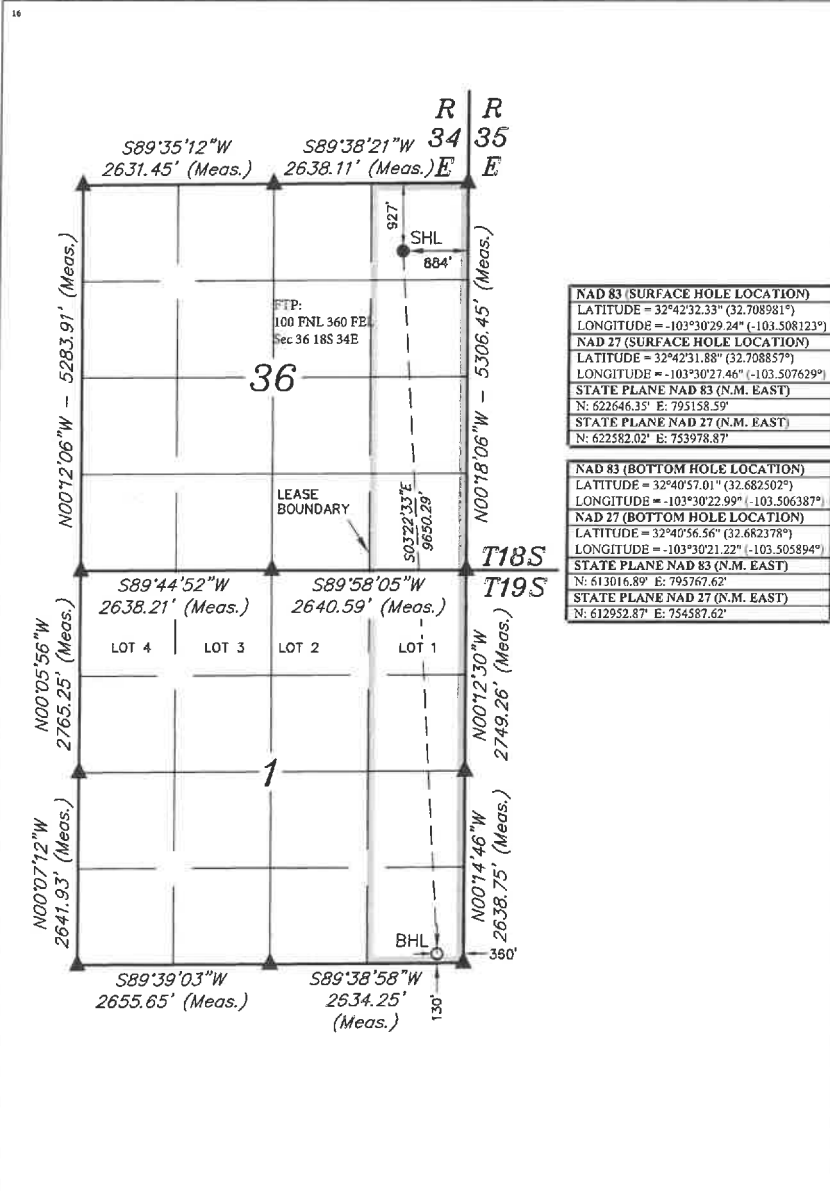 16
R R
34 35
E E
S89°35'12"W
2631.45' (Meas.)
S89°38'21"W
2638.11' (Meas.)
927'
SHL
884'
N00°12'06"W – 5283.91' (Meas.)
N00°18'06"W – 5306.45' (Meas.)
FTP:
100 FNL 360 FEL
Sec 36 18S 34E
36
LEASE
BOUNDARY
S03°22'33"E
9650.29'
T18S
T19S
S89°44'52"W
2638.21' (Meas.)
S89°58'05"W
2640.59' (Meas.)
LOT 4
LOT 3
LOT 2
LOT 1
N00°05'56"W
2765.25' (Meas.)
N00°12'30"W
2749.26' (Meas.)
1
N00°07'12"W
2641.93' (Meas.)
N00°14'46"W
2638.75' (Meas.)
BHL
360'
130'
S89°39'03"W
2655.65' (Meas.)
S89°38'58"W
2634.25'
(Meas.)
NAD 83 (SURFACE HOLE LOCATION)
LATITUDE = 32°42'32.33" (32.708981°)
LONGITUDE = -103°30'29.24" (-103.508123°)
NAD 27 (SURFACE HOLE LOCATION)
LATITUDE = 32°42'31.88" (32.708857°)
LONGITUDE = -103°30'27.46" (-103.507629°)
STATE PLANE NAD 83 (N.M. EAST)
N: 622646.35' E: 795158.59'
STATE PLANE NAD 27 (N.M. EAST)
N: 622582.02' E: 753978.87'
NAD 83 (BOTTOM HOLE LOCATION)
LATITUDE = 32°40'57.01" (32.682502°)
LONGITUDE = -103°30'22.99" (-103.506387°)
NAD 27 (BOTTOM HOLE LOCATION)
LATITUDE = 32°40'56.56" (32.682378°)
LONGITUDE = -103°30'21.22" (-103.505894°)
STATE PLANE NAD 83 (N.M. EAST)
N: 613016.89' E: 795767.62'
STATE PLANE NAD 27 (N.M. EAST)
N: 612952.87' E: 754587.62'